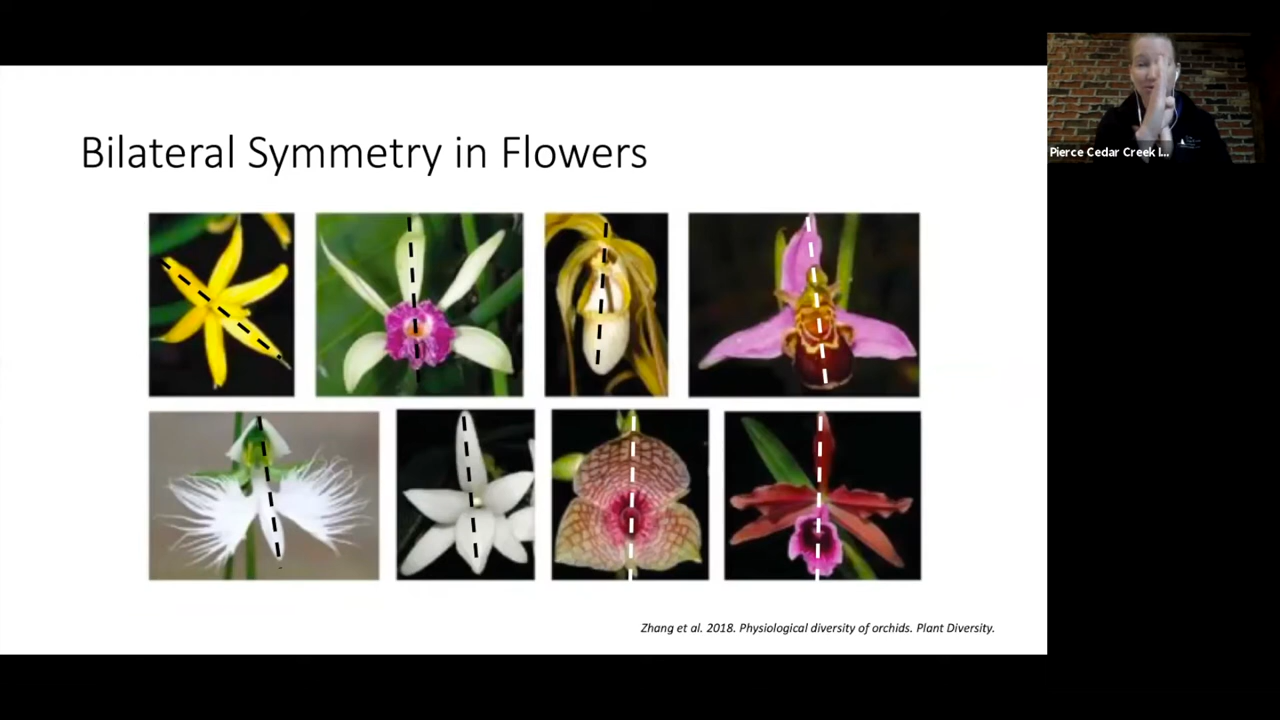 Bilateral Symmetry in Flowers
Pierce Cedar Creek I...
Zhang et al. 2018. Physiological diversity of orchids. Plant Diversity.